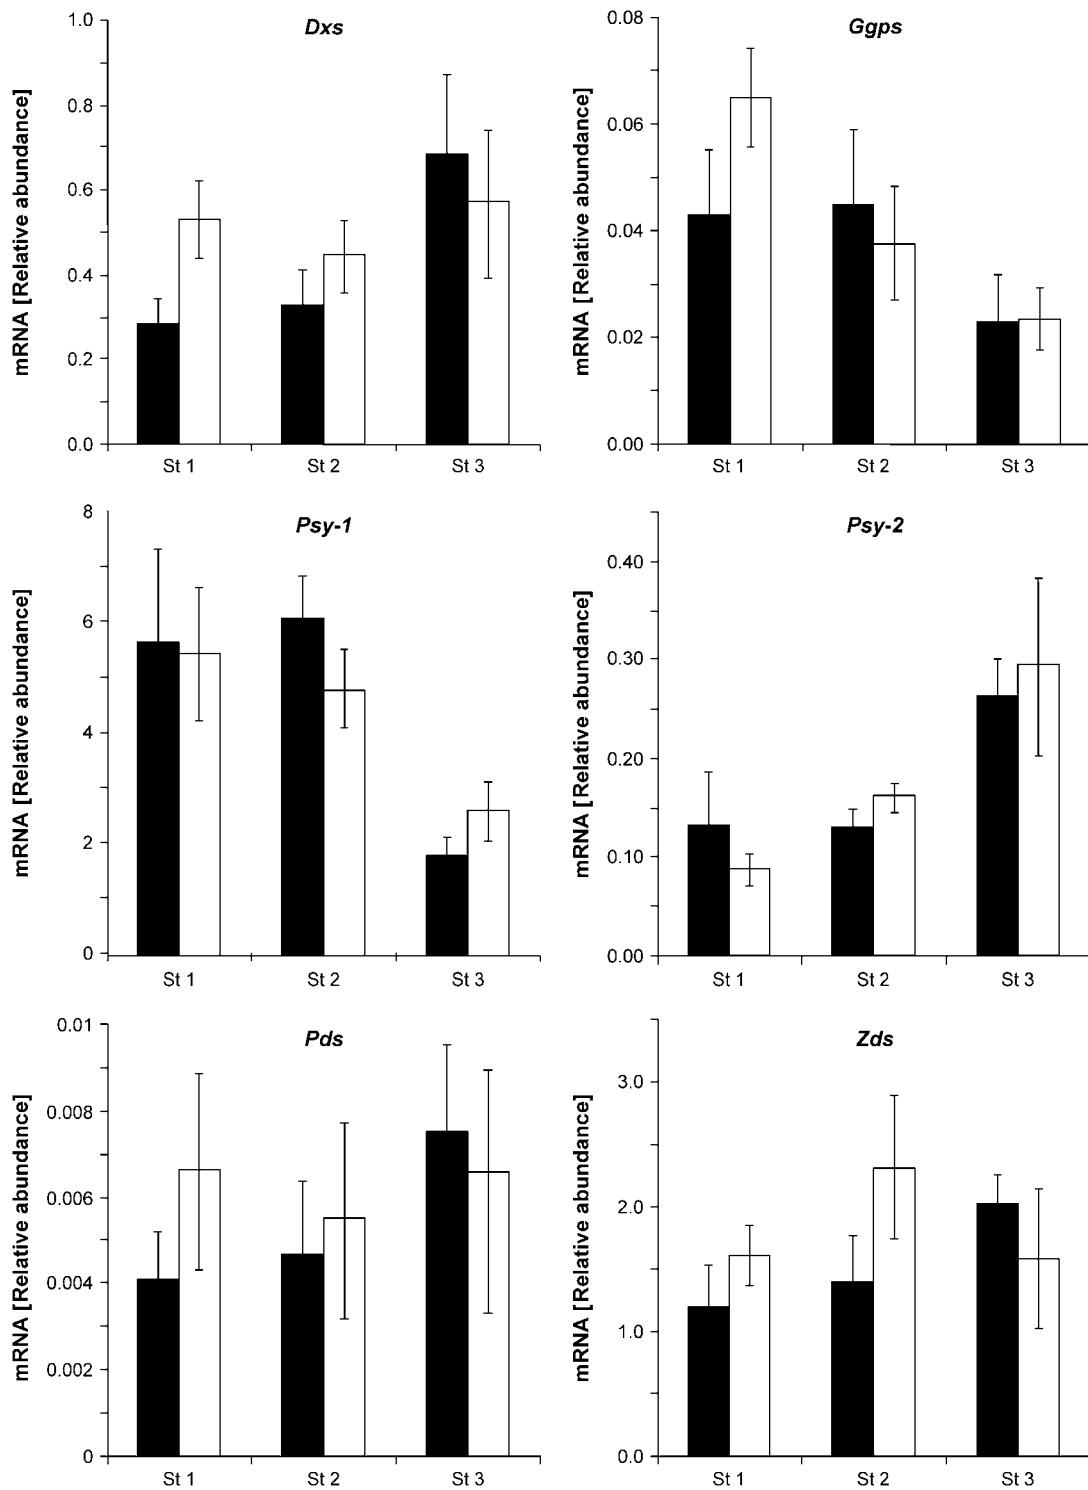 Dxs
mRNA [Relative abundance]
1.0
0.8
0.6
0.4
0.2
0.0
St 1 St 2 St 3
Ggps
mRNA [Relative abundance]
0.08
0.06
0.04
0.02
0.00
St 1 St 2 St 3
Psy-1
mRNA [Relative abundance]
8
6
4
2
0
St 1 St 2 St 3
Psy-2
mRNA [Relative abundance]
0.40
0.30
0.20
0.10
0.00
St 1 St 2 St 3
Pds
mRNA [Relative abundance]
0.01
0.008
0.006
0.004
0.002
0
St 1 St 2 St 3
Zds
mRNA [Relative abundance]
3.0
2.0
1.0
0.0
St 1 St 2 St 3